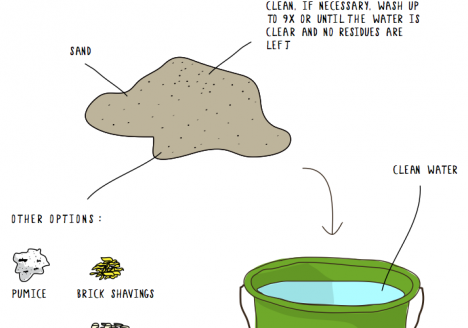 CLEAN. IF NECESSARY, WASH UP
TO 9X OR UNTIL THE WATER IS
CLEAR AND NO RESIDUES ARE
LEFT
SAND
CLEAN WATER
OTHER OPTIONS:
PUMICE
BRICK SHAVINGS